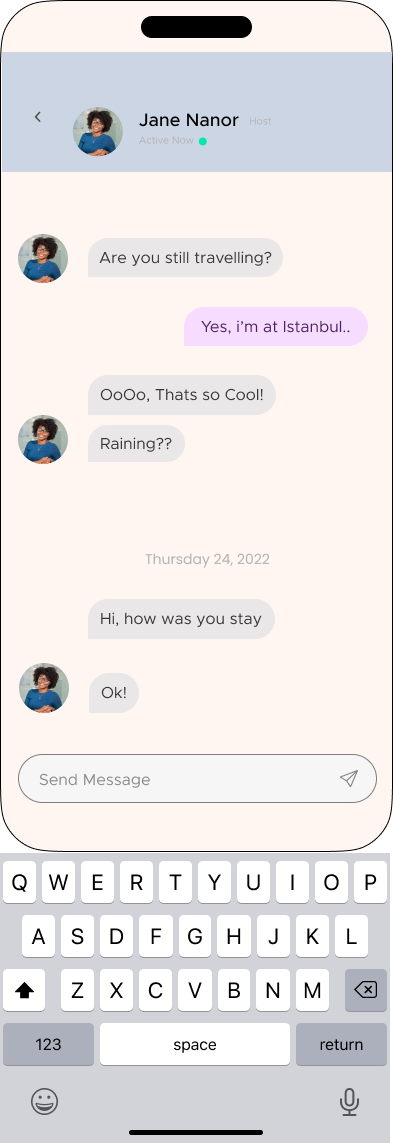 Jane Nanor Host
Active Now
Are you still travelling?
Yes, i'm at Istanbul..
OoOo, Thats so Cool!
Raining??
Thursday 24, 2022
Hi, how was you stay
Ok!
Send Message
Q W E R T Y U I O P
A S D F G H J K L
Z X C V B N M
123 space return